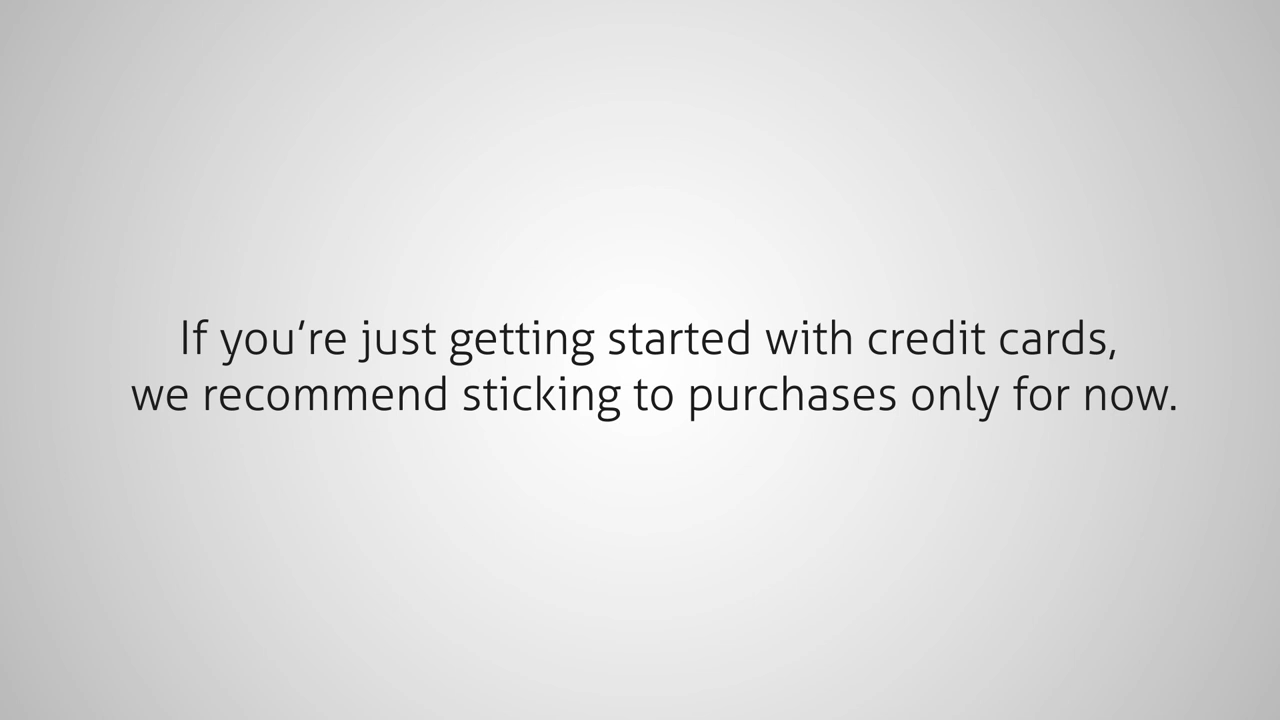 If you’re just getting started with credit cards,
we recommend sticking to purchases only for now.